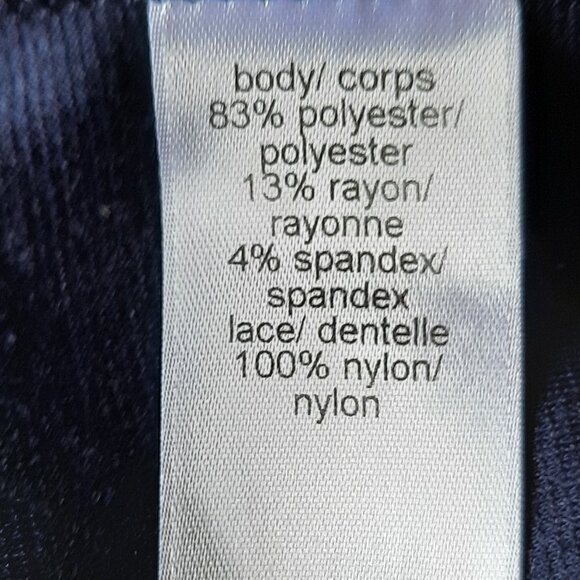 body/ corps
83% polyester/
polyester
13% rayon/
rayonne
4% spandex/
spandex
lace/ dentelle
100% nylon/
nylon